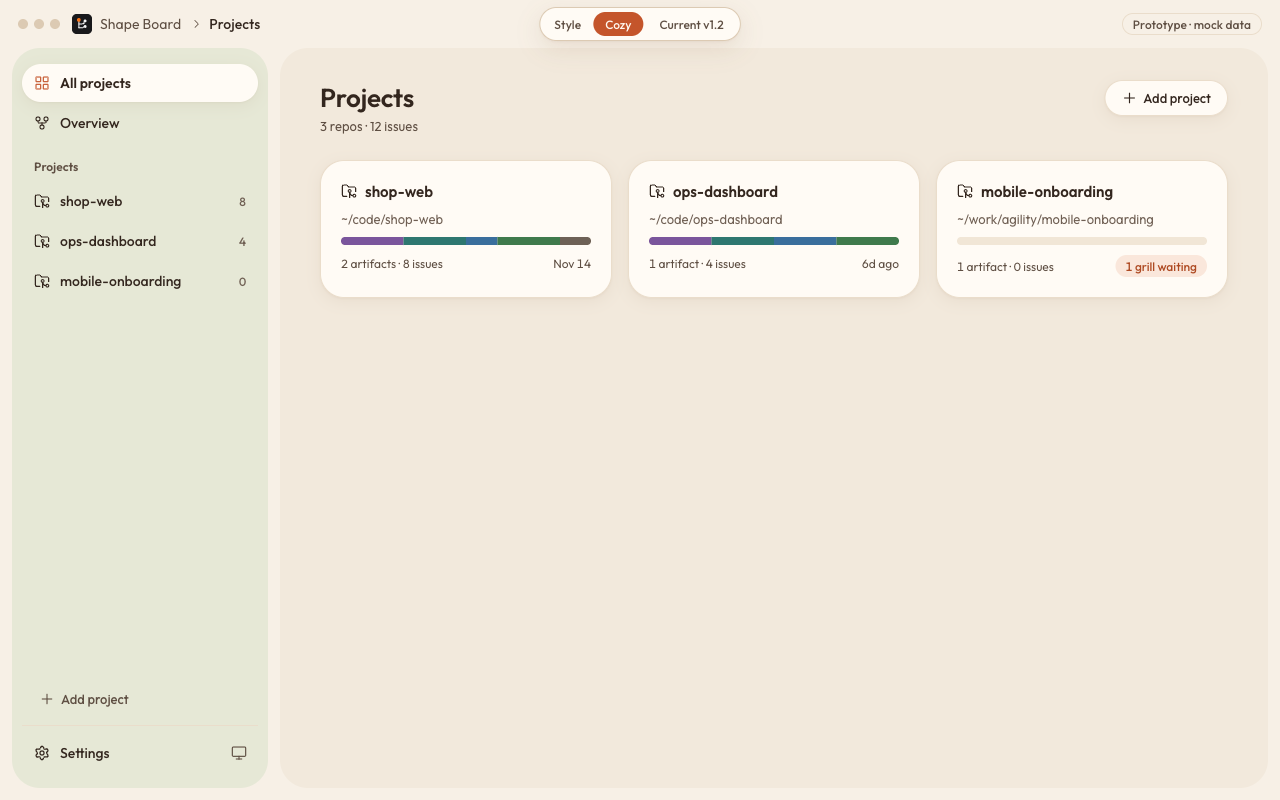 Shape Board
Projects
Style
Cozy
Current v1.2
Prototype · mock data
All projects
Overview
Projects
shop-web 8
ops-dashboard 4
mobile-onboarding 0
Add project
Settings
Projects
3 repos · 12 issues
Add project
shop-web
~/code/shop-web
2 artifacts · 8 issues Nov 14
ops-dashboard
~/code/ops-dashboard
1 artifact · 4 issues 6d ago
mobile-onboarding
~/work/agility/mobile-onboarding
1 artifact · 0 issues 1 grill waiting